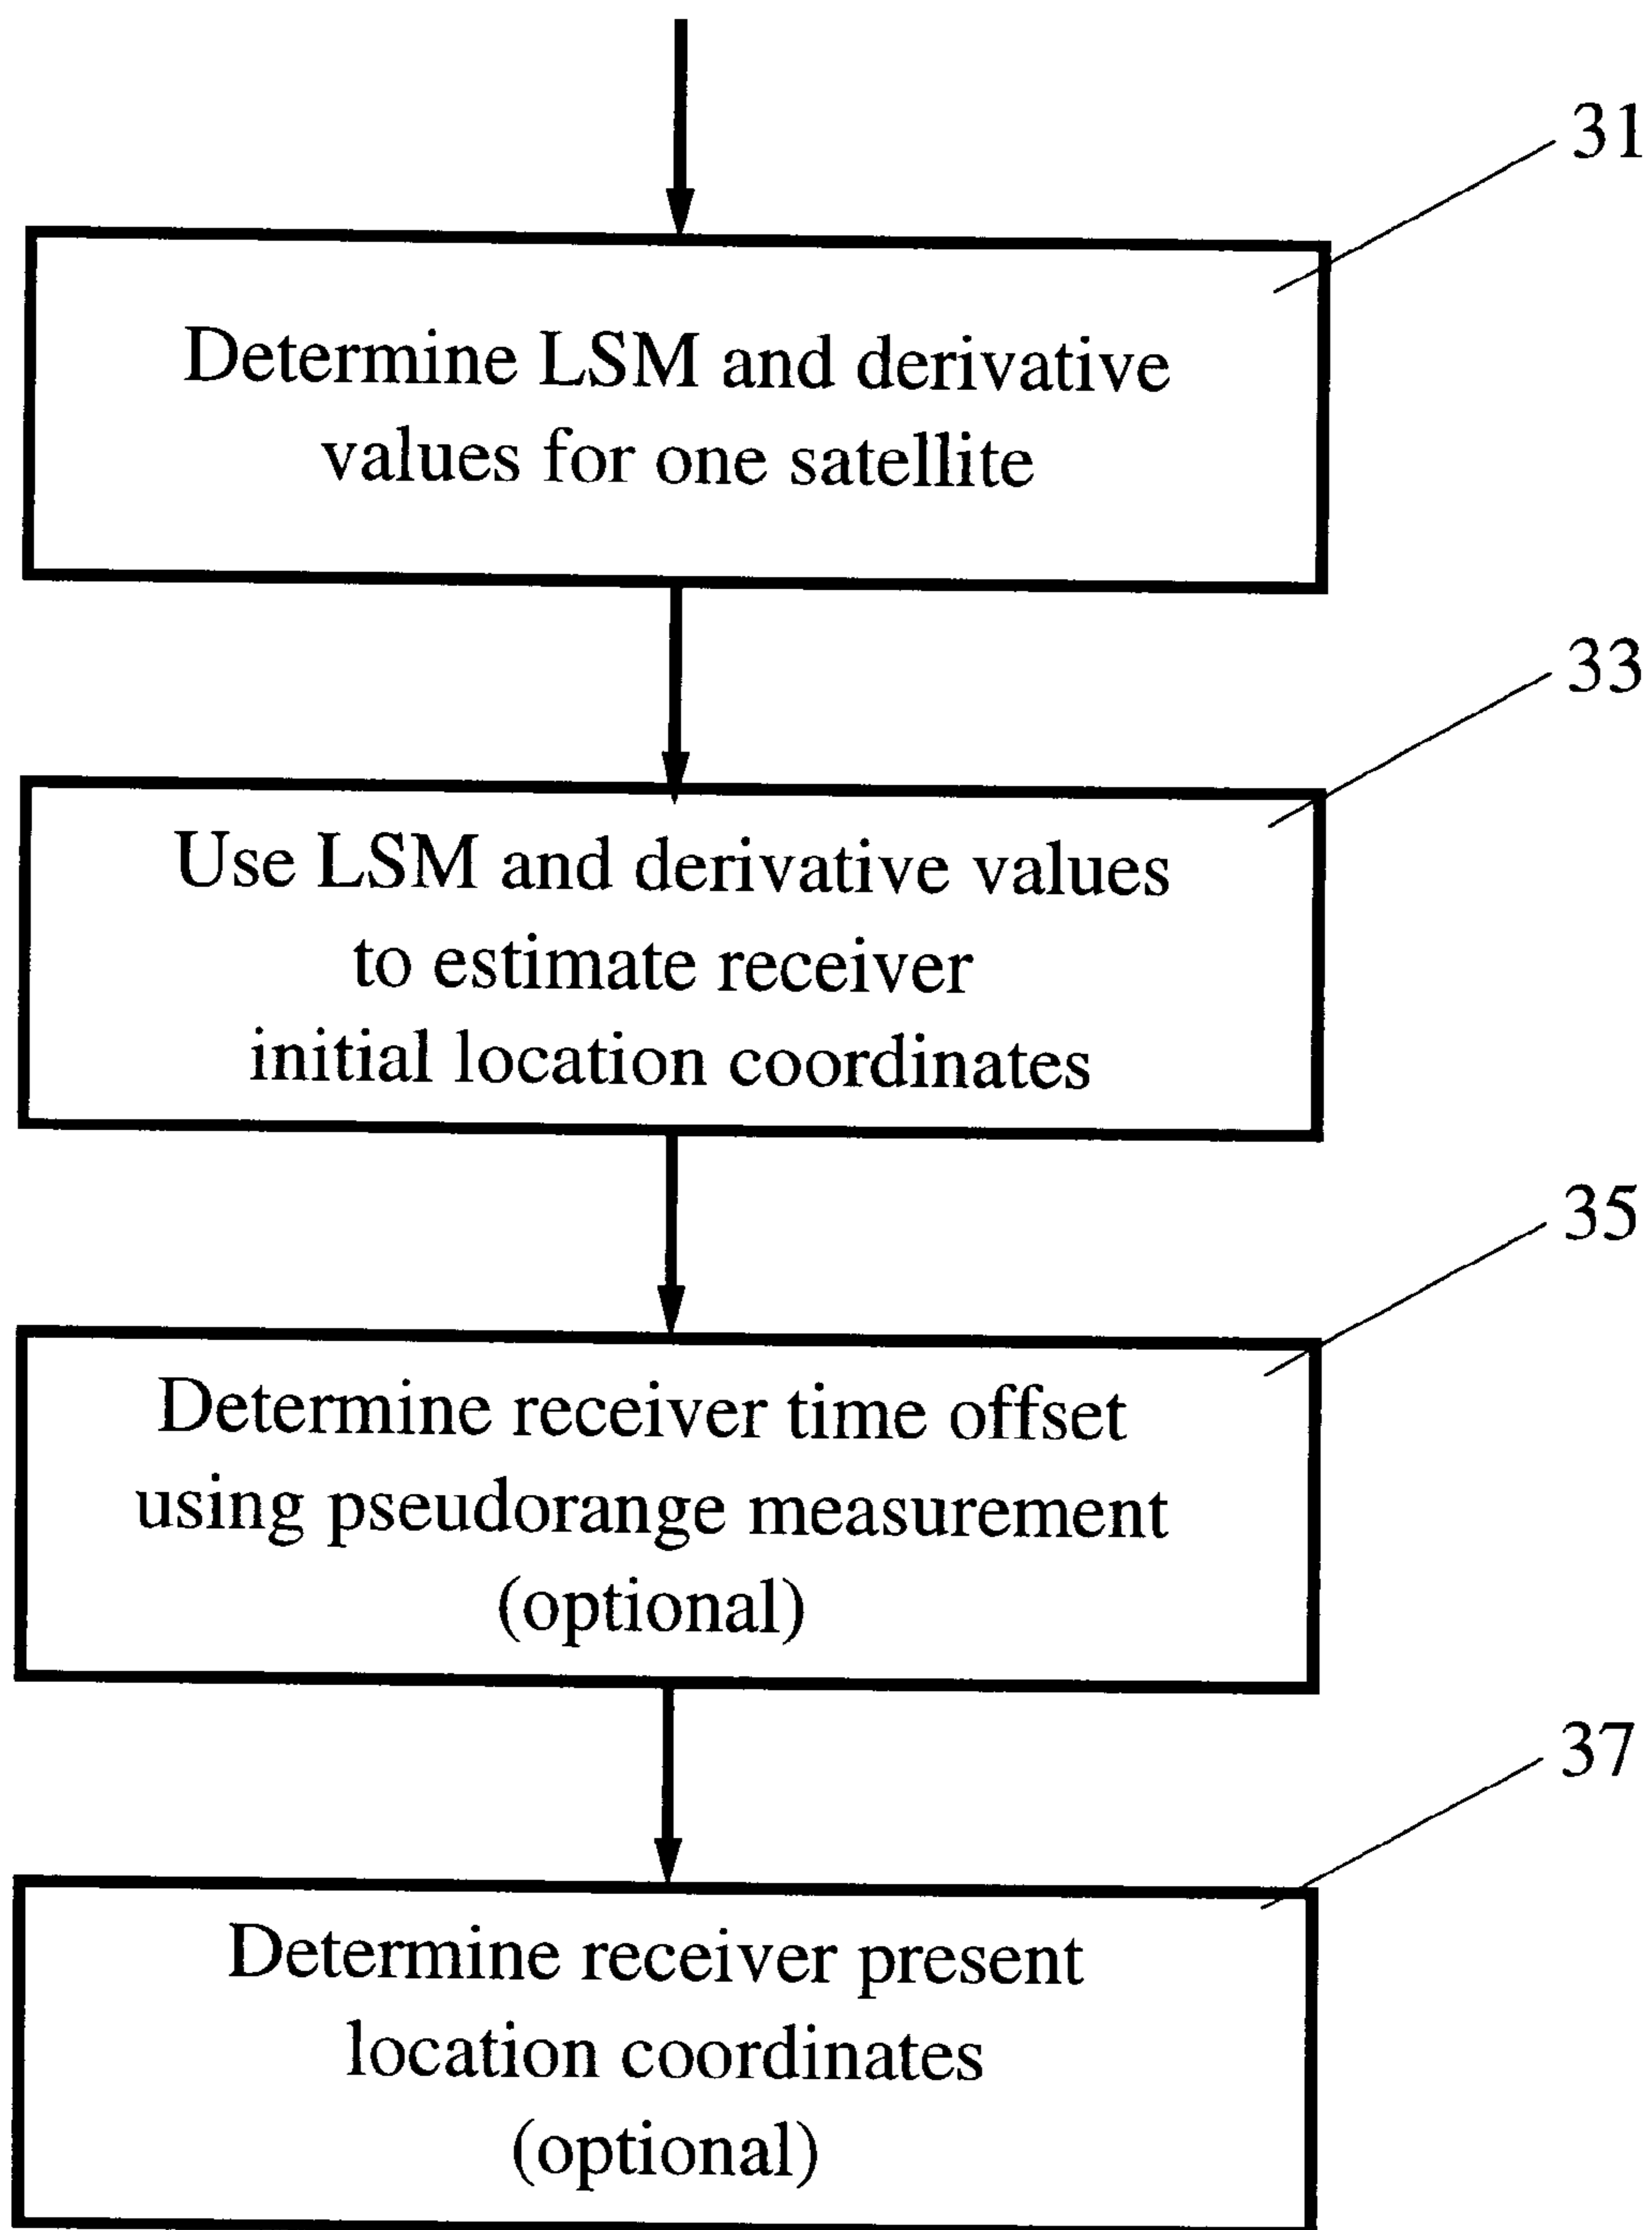 31
Determine LSM and derivative
values for one satellite
33
Use LSM and derivative values
to estimate receiver
initial location coordinates
35
Determine receiver time offset
using pseudorange measurement
(optional)
37
Determine receiver present
location coordinates
(optional)